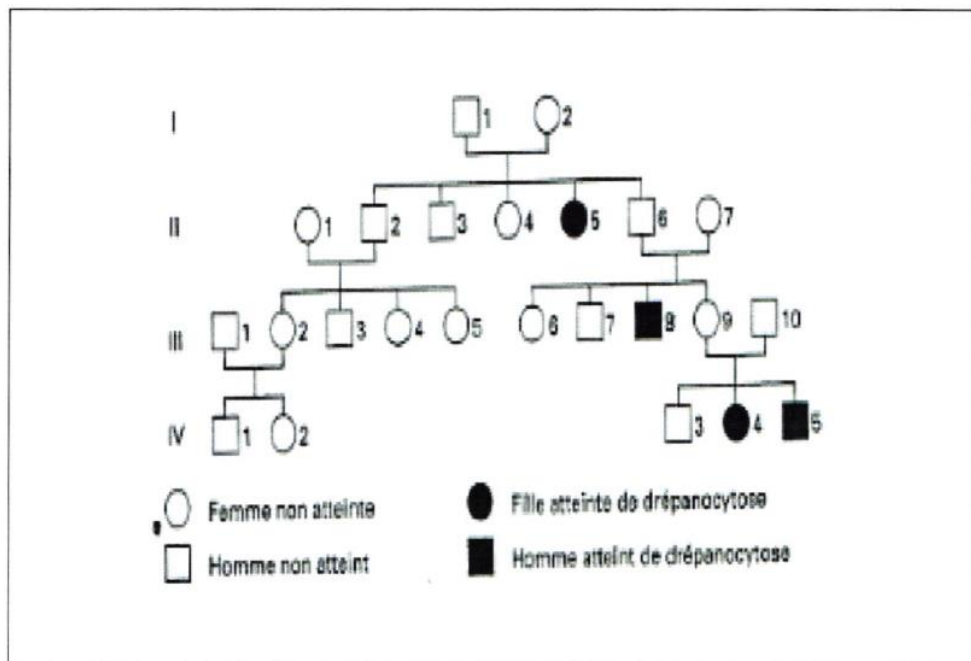 I 1 2
II 1 2 3 4 5 6 7
III 1 2 3 4 5 6 7 8 9 10
IV 1 2 3 4 5
Femme non atteinte
Fille atteinte de drépanocytose
Homme non atteint
Homme atteint de drépanocytose